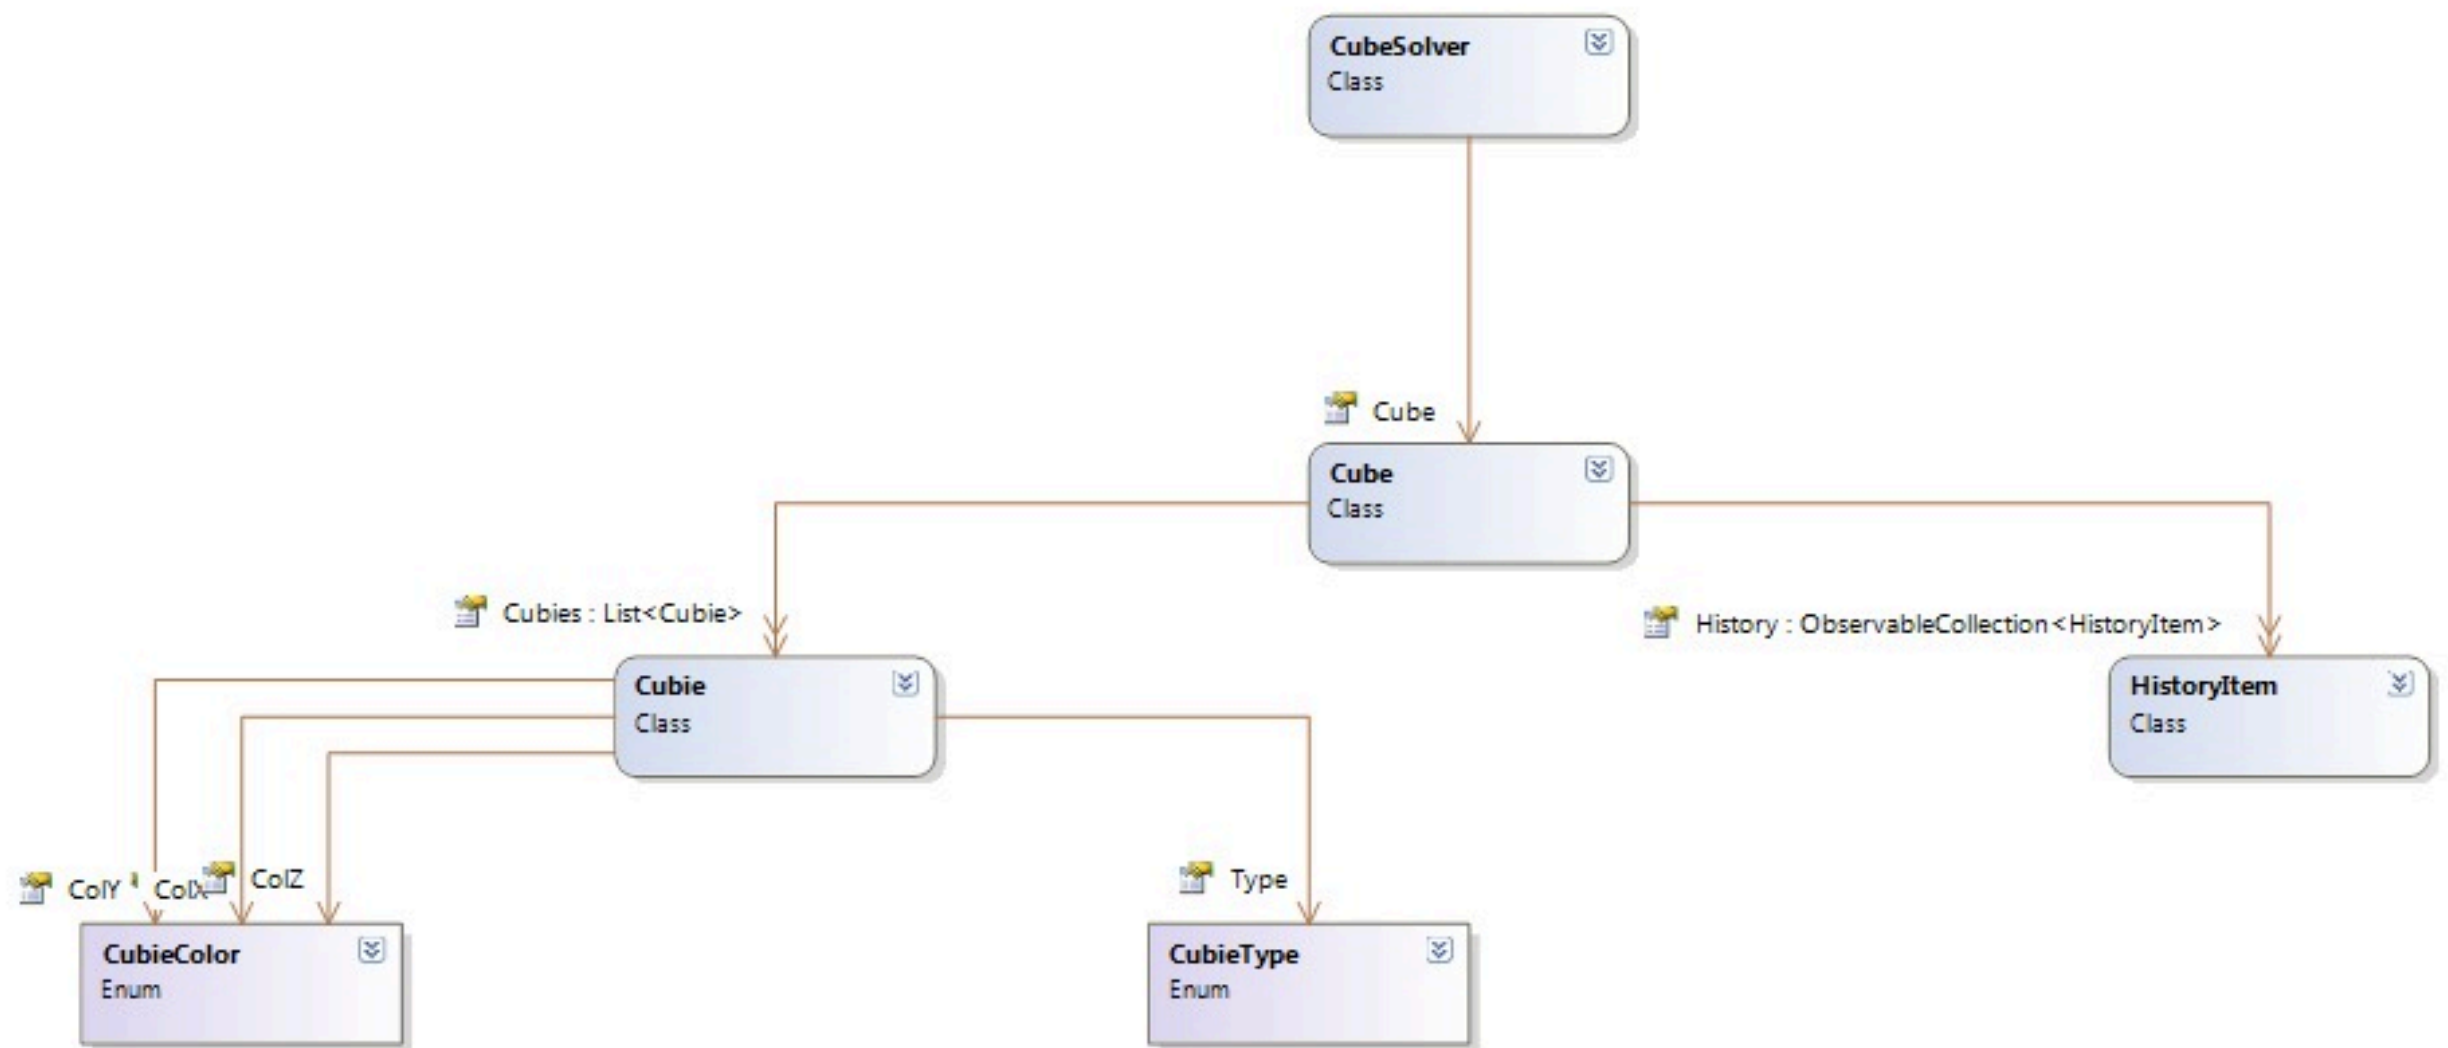 CubeSolver
Class
Cube
Cube
Class
Cubies : List<Cubie>
History : ObservableCollection<HistoryItem>
Cubie
Class
HistoryItem
Class
ColY
ColX
ColZ
Type
CubieColor
Enum
CubieType
Enum